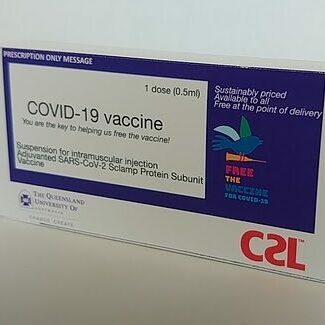 PRESCRIPTION ONLY MESSAGE
1 dose (0.5ml)
COVID-19 vaccine
You are the key to helping us free the vaccine!
Suspension for intramuscular injection
Adjuvanted SARS-CoV-2 Sclamp Protein Subunit
Vaccine
Sustainably priced
Available to all
Free at the point of delivery
FREE
THE
VACCINE
FOR COVID-19
THE QUEENSLAND
UNIVERSITY OF
CREATE CHANGE
CSL